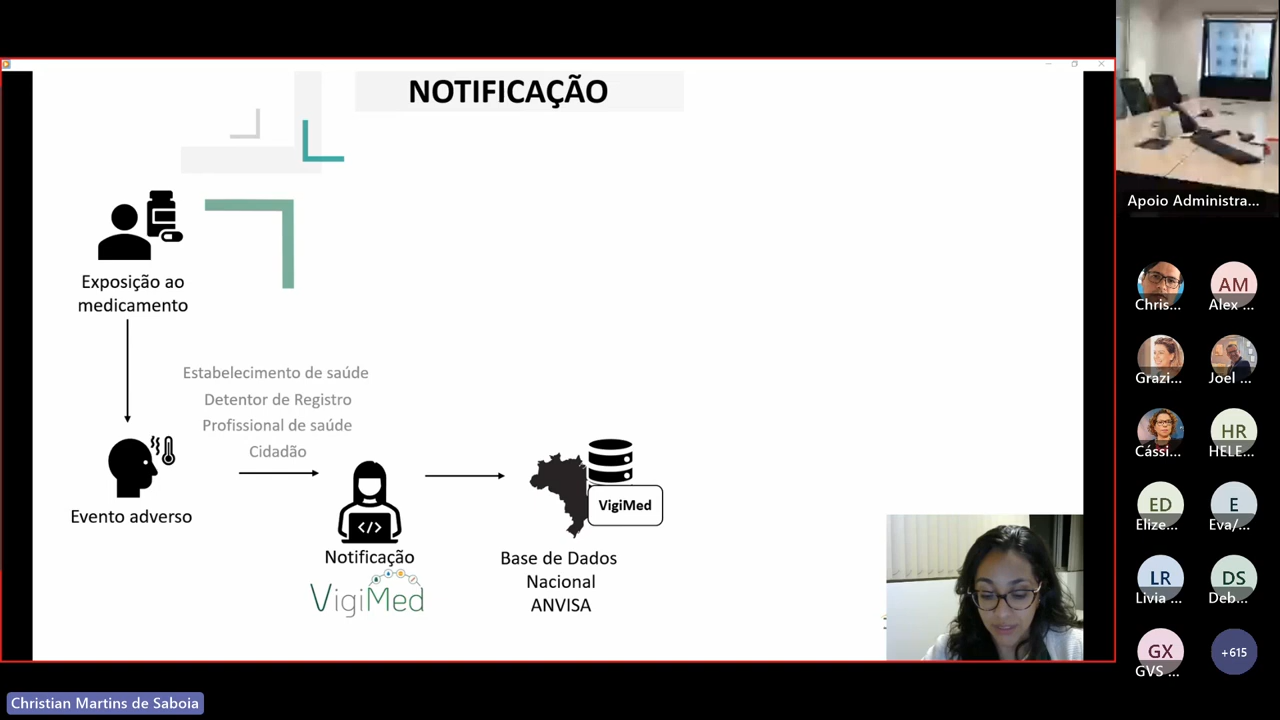 NOTIFICAÇÃO
Exposição ao
medicamento
Estabelecimento de saúde
Detentor de Registro
Profissional de saúde
Cidadão
Evento adverso
Notificação
VigiMed
VigiMed
Base de Dados
Nacional
ANVISA
Apoio Administra...
Chris...
AM
Alex ...
Grazi...
Joel ...
Cássi...
HR
HELE...
ED
Elize...
E
Eva/...
LR
Livia ...
DS
Deb...
GX
GVS ...
+615
Christian Martins de Saboia